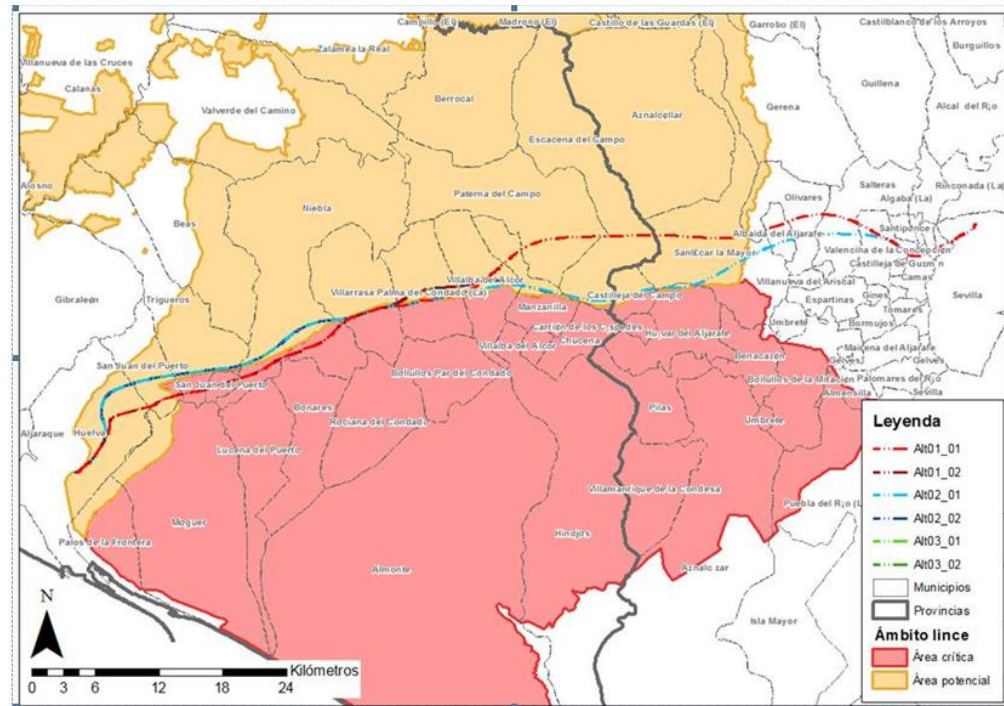 Campillo (El)
Madroño (El)
Castillo de las Guardas (El)
Garrobo (El)
Castilblanco de los Arroyos
Zalamea la Real
Burguillos
Villanueva de las Cruces
Calañas
Berrocal
Guillena
Valverde del Camino
Aznalcóllar
Gerena
Alcal del Río
Escacena del Campo
Alosno
Salteras
Rinconada (La)
Paterna del Campo
Olivares
Algaba (La)
Niebla
Beas
Albaida del Aljarafe
Santiponce
Sanlúcar la Mayor
Valencina de la Concepción
Castilleja de Guzmán
Villalba del Alcor
Camas
Gibraleón
Trigueros
Villarrasa
Palma del Condado (La)
Castilleja del Campo
Villanueva del Ariscal
Sevilla
Manzanilla
Espartinas
Gines
Tomares
Carrión de los Céspedes
Huévar del Aljarafe
Umbrete
Bormujos
Villalba del Alcor
Chucena
Mairena del Aljarafe
San Juan del Puerto
Benacazón
Gelves
Gelves
San Juan del Puerto
Bollullos Par del Condado
Bollullos de la Mitación
Palomares del Río
Almensilla
Sevilla
Bonares
Pilas
Aljaraque
Huelva
Rociana del Condado
Umbrete
Lucena del Puerto
Villamanrique de la Condesa
Puebla del Río (L
Moguer
Hinojos
Palos de la Frontera
Almonte
Aznalcázar
Isla Mayor
Leyenda
Alt01_01
Alt01_02
Alt02_01
Alt02_02
Alt03_01
Alt03_02
Municipios
Provincias
Ámbito lince
Área crítica
Área potencial
N
Kilómetros
0 3 6 12 18 24